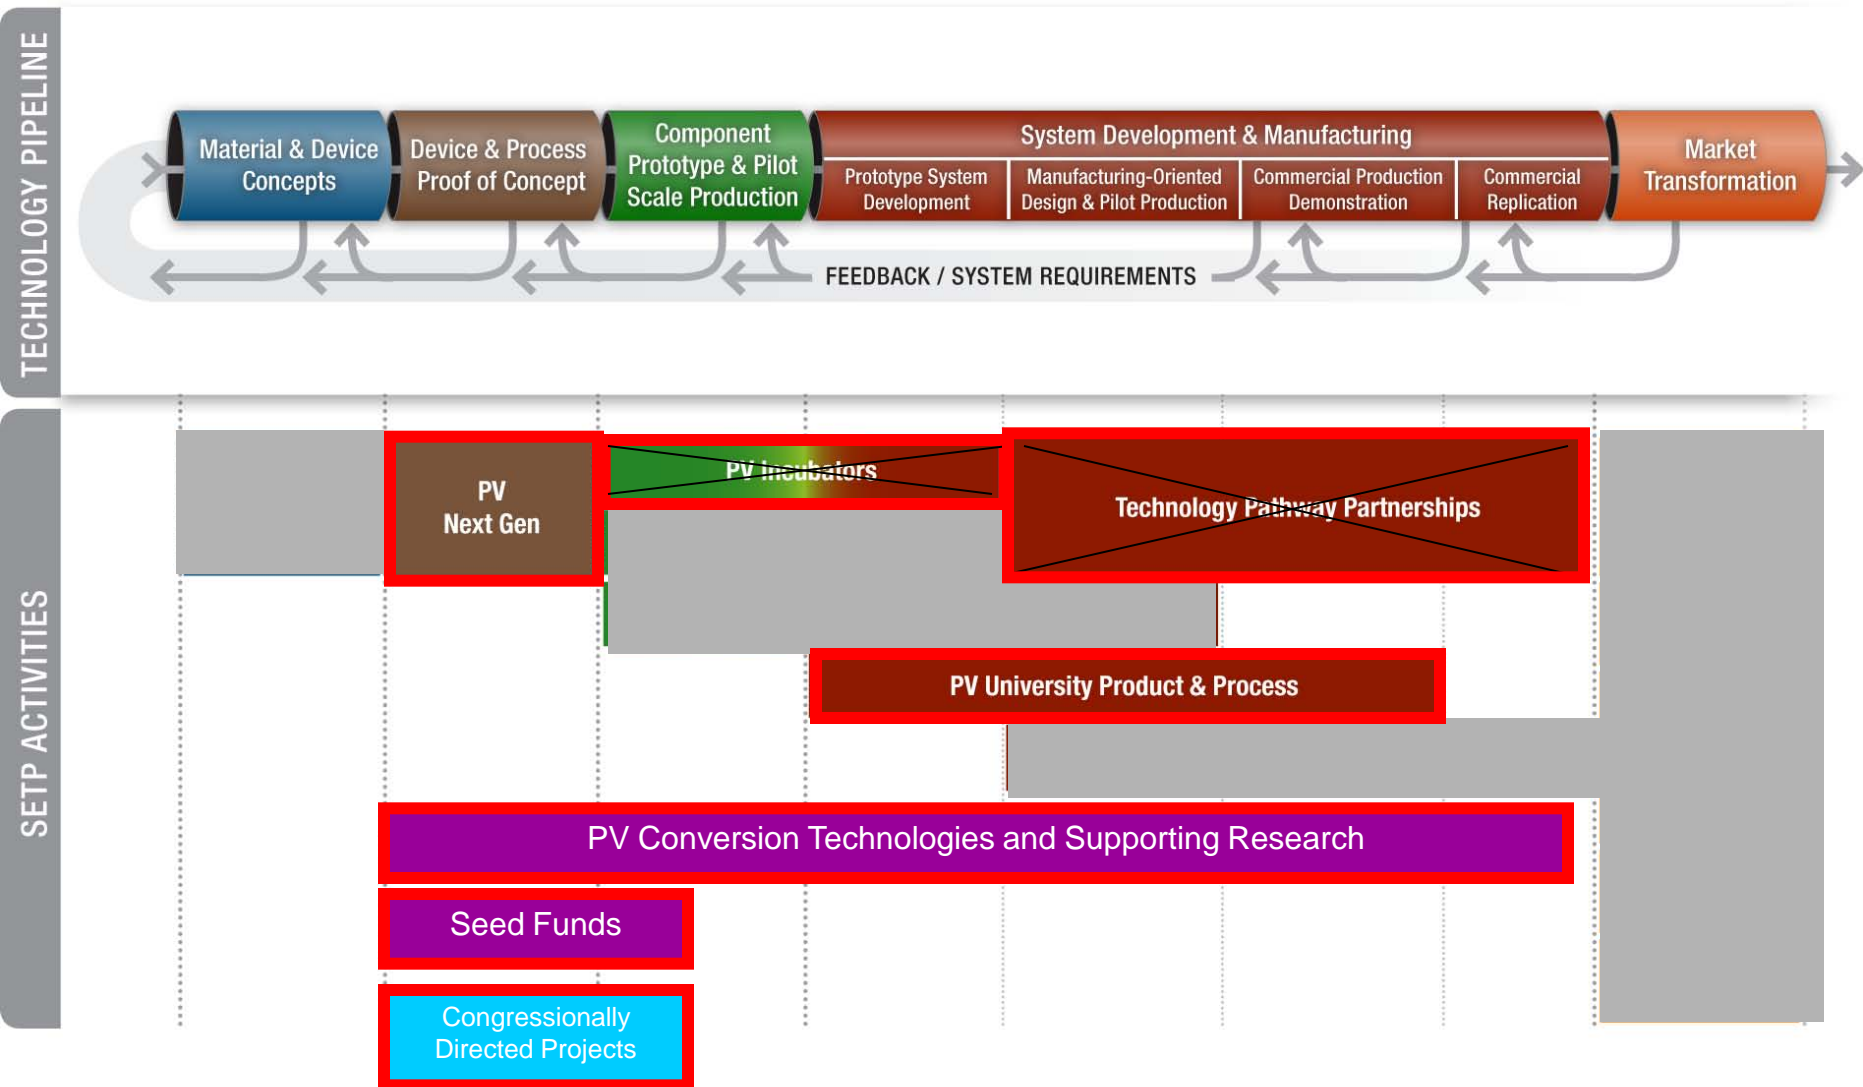 TECHNOLOGY PIPELINE
Material & Device
Concepts
Device & Process
Proof of Concept
Component
Prototype & Pilot
Scale Production
System Development & Manufacturing
Prototype System
Development
Manufacturing-Oriented
Design & Pilot Production
Commercial Production
Demonstration
Commercial
Replication
Market
Transformation
FEEDBACK / SYSTEM REQUIREMENTS
SETP ACTIVITIES
PV
Next Gen
PV Incubators
Technology Pathway Partnerships
PV University Product & Process
PV Conversion Technologies and Supporting Research
Seed Funds
Congressionally
Directed Projects